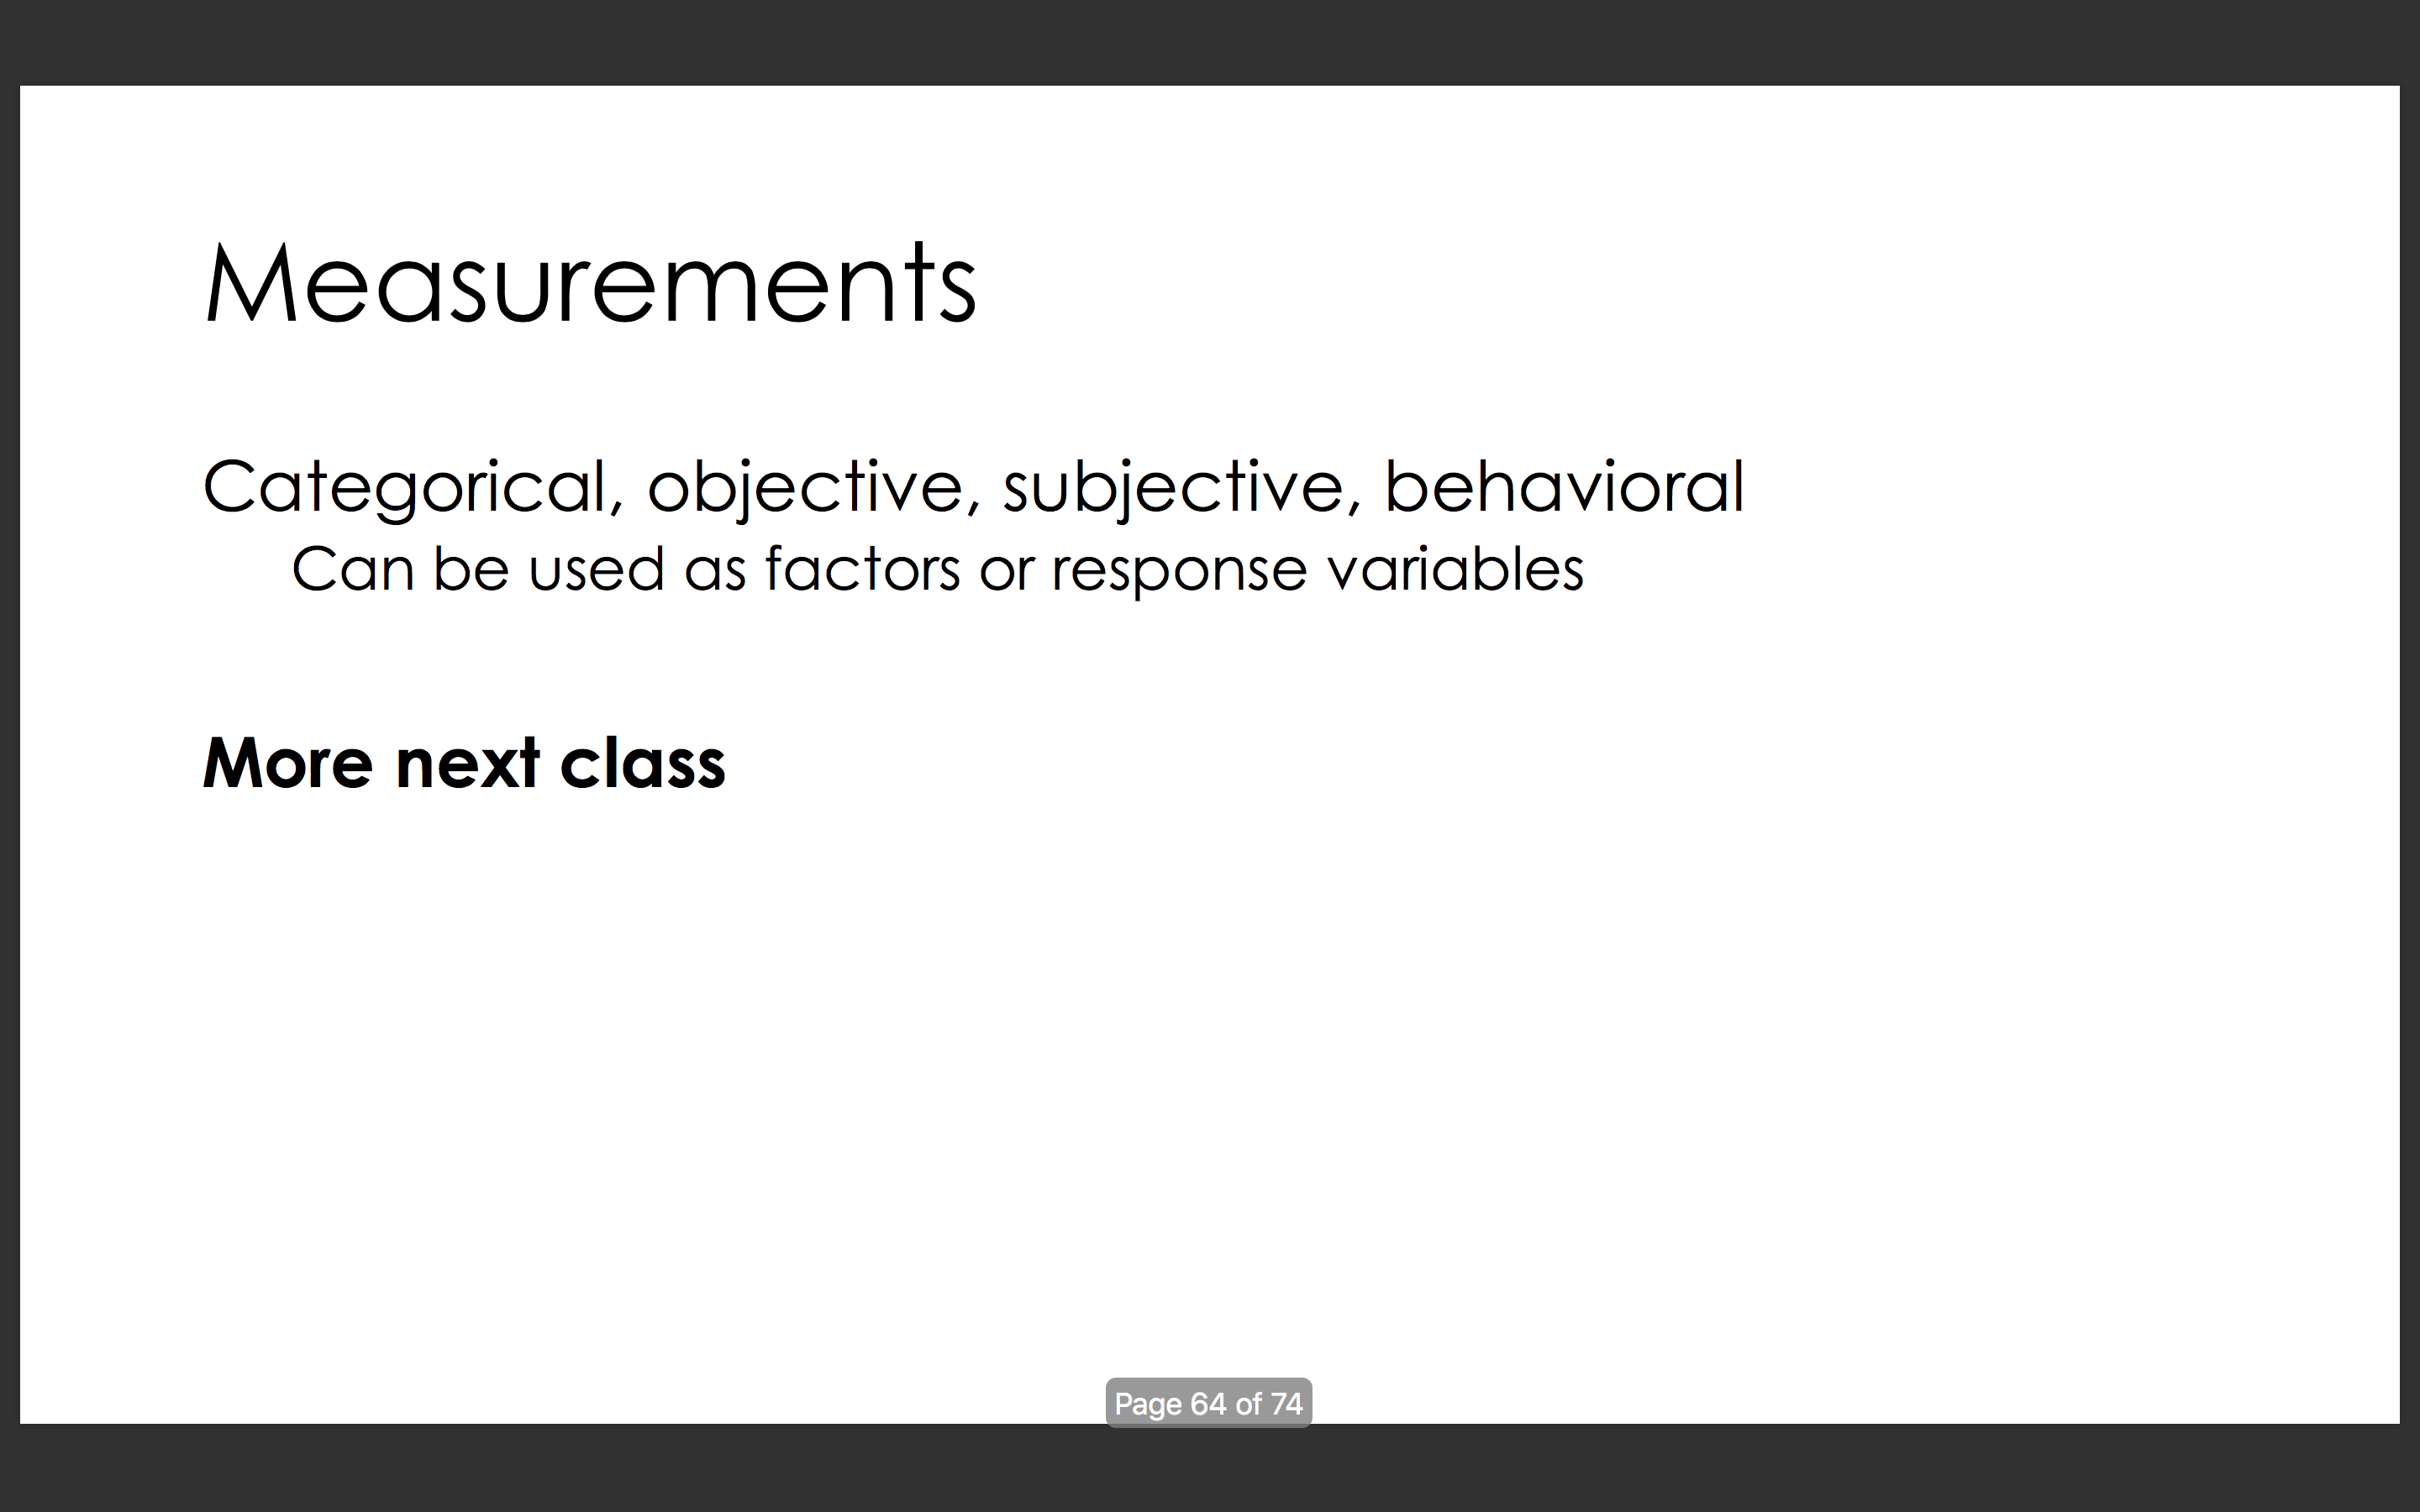 Measurements
Categorical, objective, subjective, behavioral
Can be used as factors or response variables
More next class
Page 64 of 74